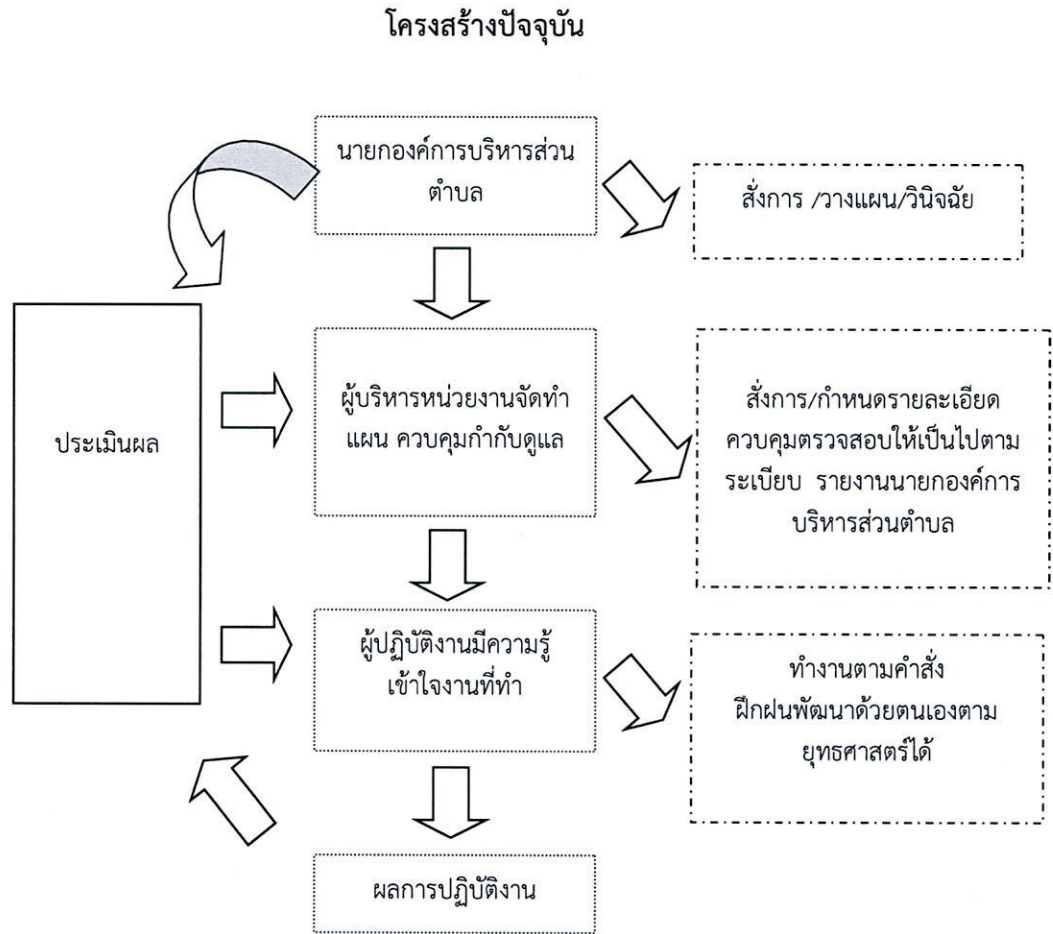 โครงสร้างปัจจุบัน
นายกองค์การบริหารส่วน
ตำบล
สั่งการ /วางแผน/วินิจฉัย
ประเมินผล
ผู้บริหารหน่วยงานจัดทำ
แผน ควบคุมกำกับดูแล
สั่งการ/กำหนดรายละเอียด
ควบคุมตรวจสอบให้เป็นไปตาม
ระเบียบ รายงานนายกองค์การ
บริหารส่วนตำบล
ผู้ปฏิบัติงานมีความรู้
เข้าใจงานที่ทำ
ทำงานตามคำสั่ง
ฝึกฝนพัฒนาด้วยตนเองตาม
ยุทธศาสตร์ได้
ผลการปฏิบัติงาน